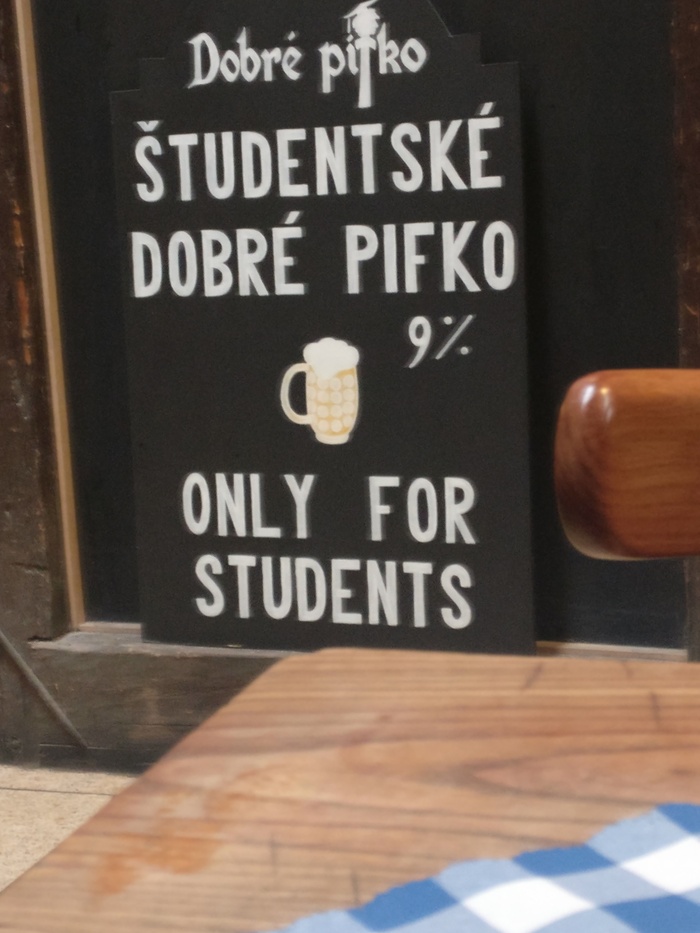 Dobré pifko
ŠTUDENTSKÉ
DOBRÉ PIFKO
9%
ONLY FOR
STUDENTS